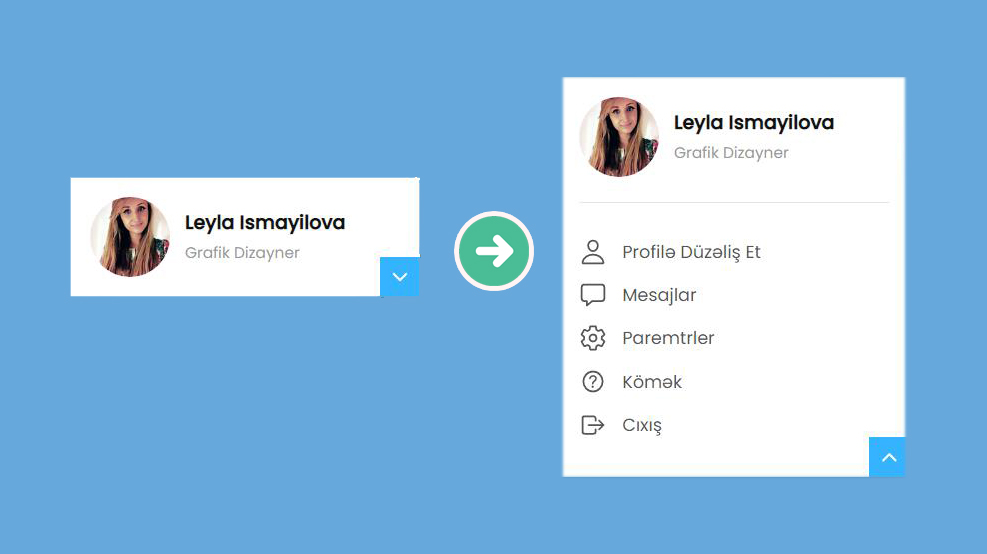 Leyla Ismayilova
Grafik Dizayner
Leyla Ismayilova
Grafik Dizayner
Profilə Düzəliş Et
Mesajlar
Paremtrler
Kömək
Cıxış